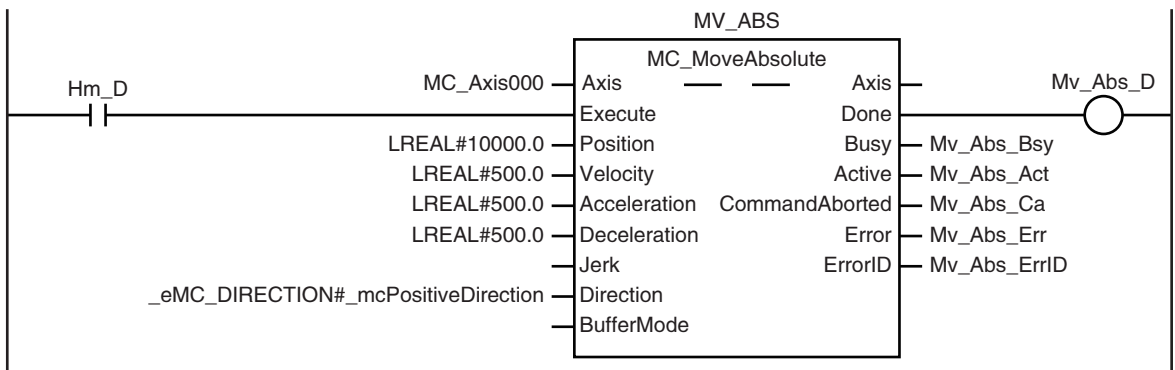 MV_ABS
MC_MoveAbsolute
MC_Axis000 Axis Axis
Hm_D Execute Done Mv_Abs_D
LREAL#10000.0 Position Busy Mv_Abs_Bsy
LREAL#500.0 Velocity Active Mv_Abs_Act
LREAL#500.0 Acceleration CommandAborted Mv_Abs_Ca
LREAL#500.0 Deceleration Error Mv_Abs_Err
Jerk ErrorID Mv_Abs_ErrID
_eMC_DIRECTION#_mcPositiveDirection Direction
BufferMode